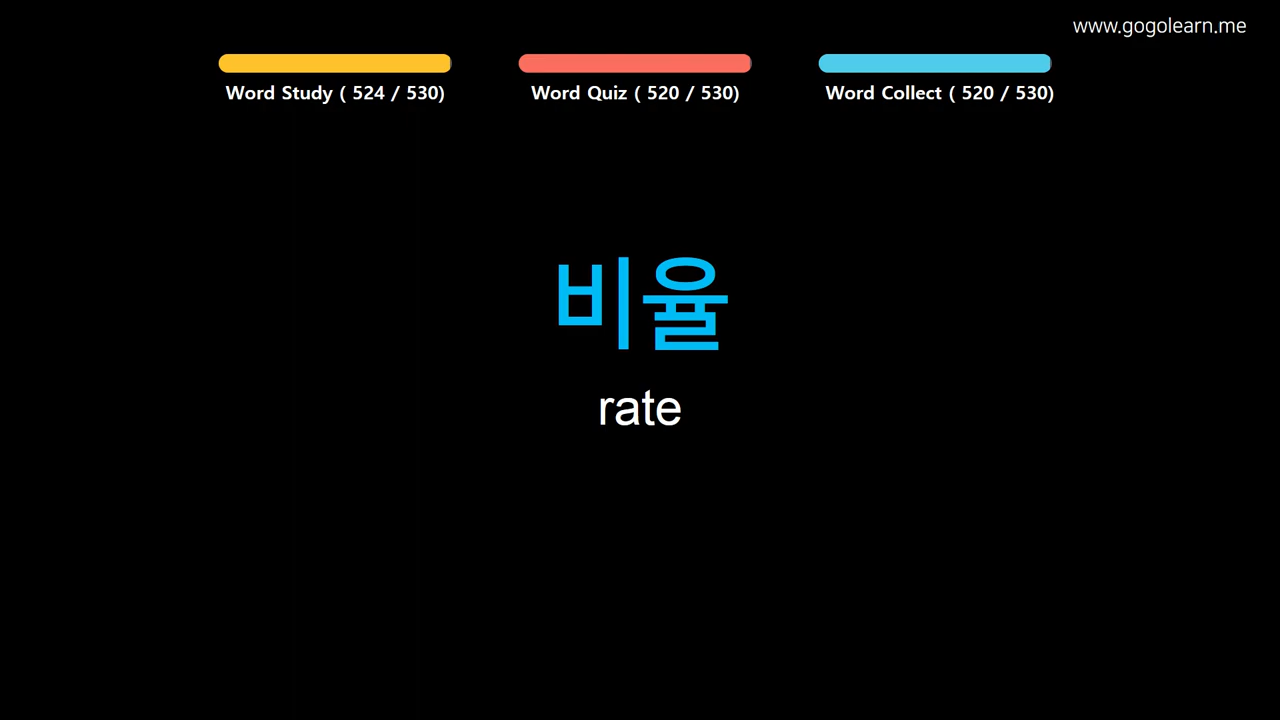 www.gogolearn.me
Word Study ( 524 / 530)
Word Quiz ( 520 / 530)
Word Collect ( 520 / 530)
비율
rate